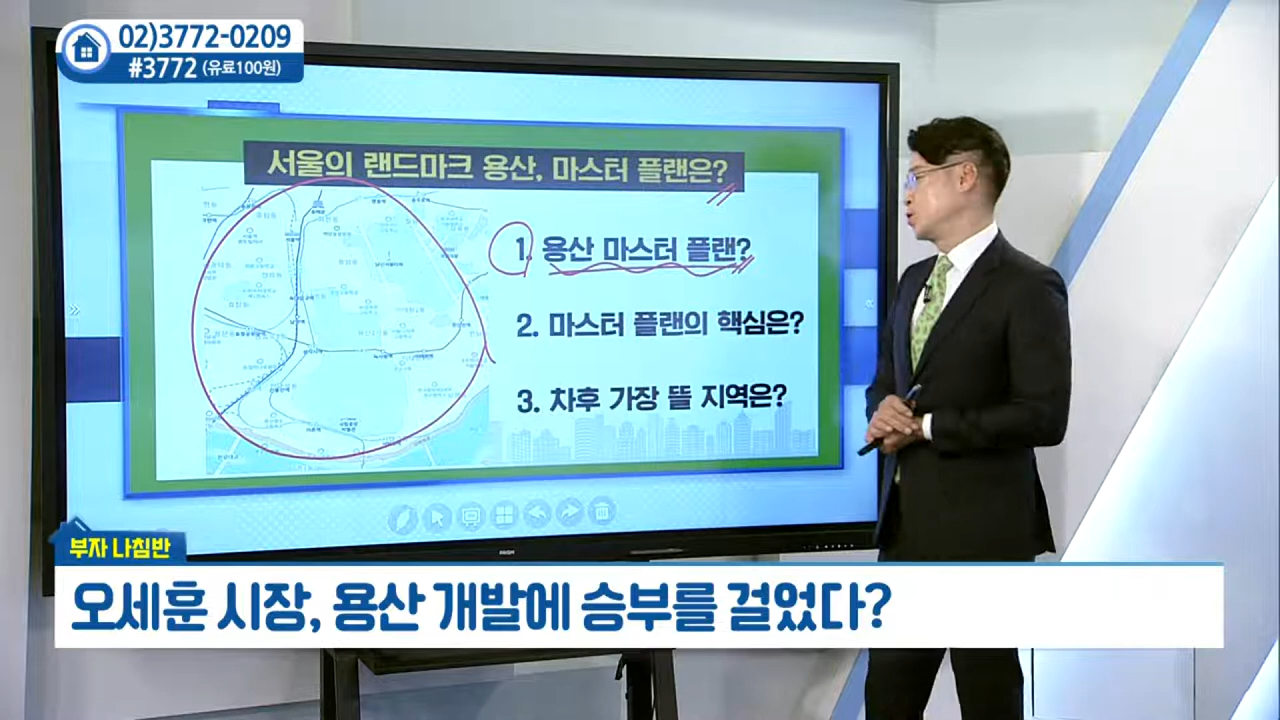 02)3772-0209
#3772 (유료100원)
서울의 랜드마크 용산, 마스터 플랜은?
1. 용산 마스터 플랜?
2. 마스터 플랜의 핵심은?
3. 차후 가장 뜰 지역은?
부자 나침반
오세훈 시장, 용산 개발에 승부를 걸었다?